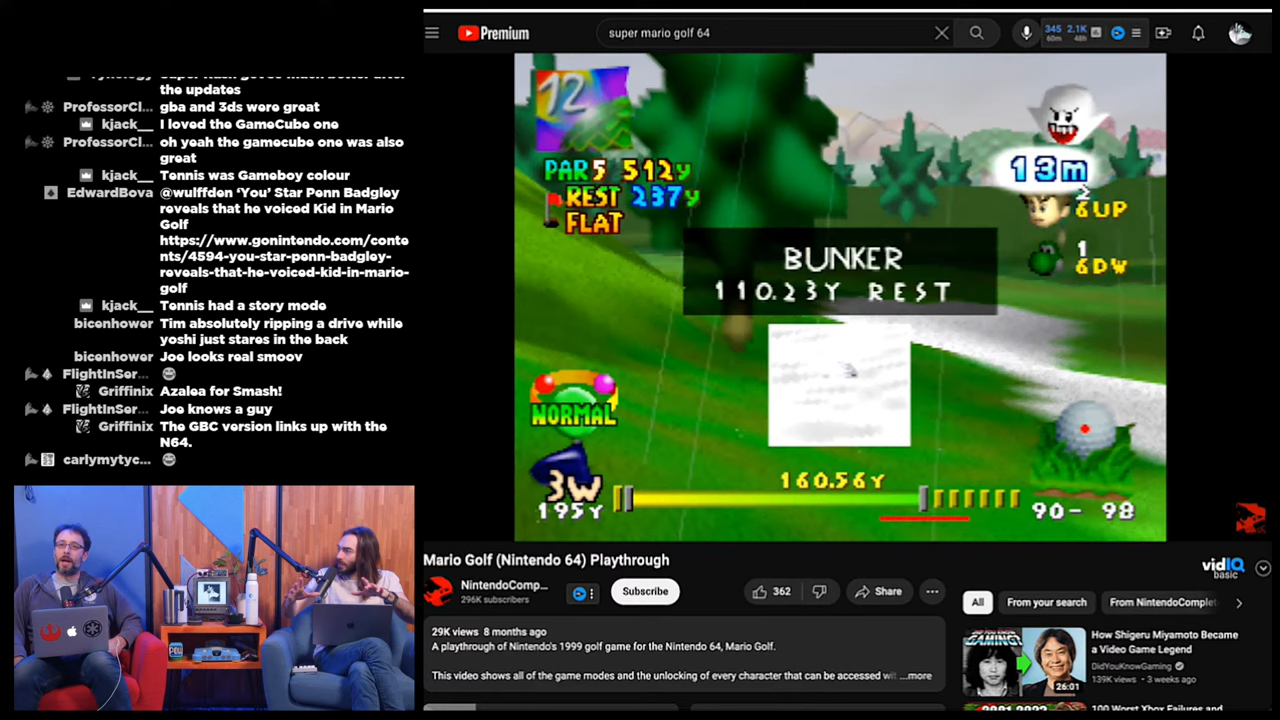 the updates
ProfessorCl... gba and 3ds were great
kjack__ I loved the GameCube one
ProfessorCl... oh yeah the gamecube one was also
great
kjack__ Tennis was Gameboy colour
EdwardBova @wulffden ‘You’ Star Penn Badgley
reveals that he voiced Kid in Mario
Golf
https://www.gonintendo.com/conte
nts/4594-you-star-penn-badgley-
reveals-that-he-voiced-kid-in-mario-
golf
kjack__ Tennis had a story mode
bicenhower Tim absolutely ripping a drive while
yoshi just stares in the back
bicenhower Joe looks real smoov
FlightInSer...
Griffinix Azalea for Smash!
FlightInSer... Joe knows a guy
Griffinix The GBC version links up with the
N64.
carlymytyc...
Premium
super mario golf 64
345 2.1K
60m 48h
12
PAR5 512y
REST 237y
FLAT
13m
2
6UP
1
6DW
BUNKER
110.23Y REST
NORMAL
3W
195Y
160.56Y
90- 98
Mario Golf (Nintendo 64) Playthrough
NintendoComp...
296K subscribers
Subscribe
362
Share
...
vidIQ
basic
29K views 8 months ago
A playthrough of Nintendo's 1999 golf game for the Nintendo 64, Mario Golf.
This video shows all of the game modes and the unlocking of every character that can be accessed wit ...more
All
From your search
From NintendoComplet
How Shigeru Miyamoto Became
a Video Game Legend
DidYouKnowGaming
139K views • 3 weeks ago
26:01
100 Worst Xbox Failures and